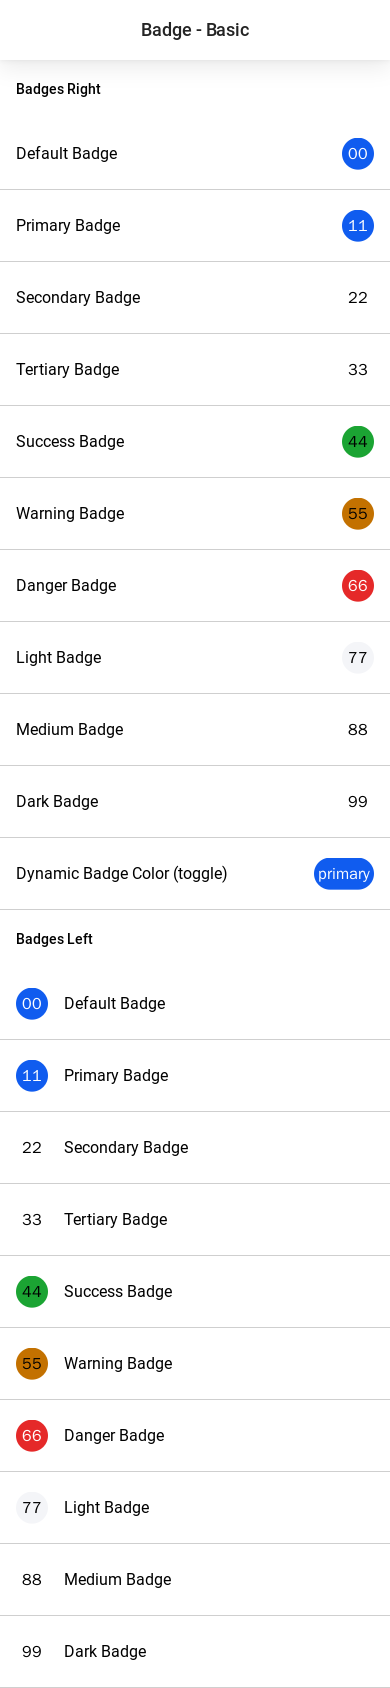 Badge - Basic
Badges Right
Default Badge 00
Primary Badge 11
Secondary Badge 22
Tertiary Badge 33
Success Badge 44
Warning Badge 55
Danger Badge 66
Light Badge 77
Medium Badge 88
Dark Badge 99
Dynamic Badge Color (toggle) primary
Badges Left
00 Default Badge
11 Primary Badge
22 Secondary Badge
33 Tertiary Badge
44 Success Badge
55 Warning Badge
66 Danger Badge
77 Light Badge
88 Medium Badge
99 Dark Badge